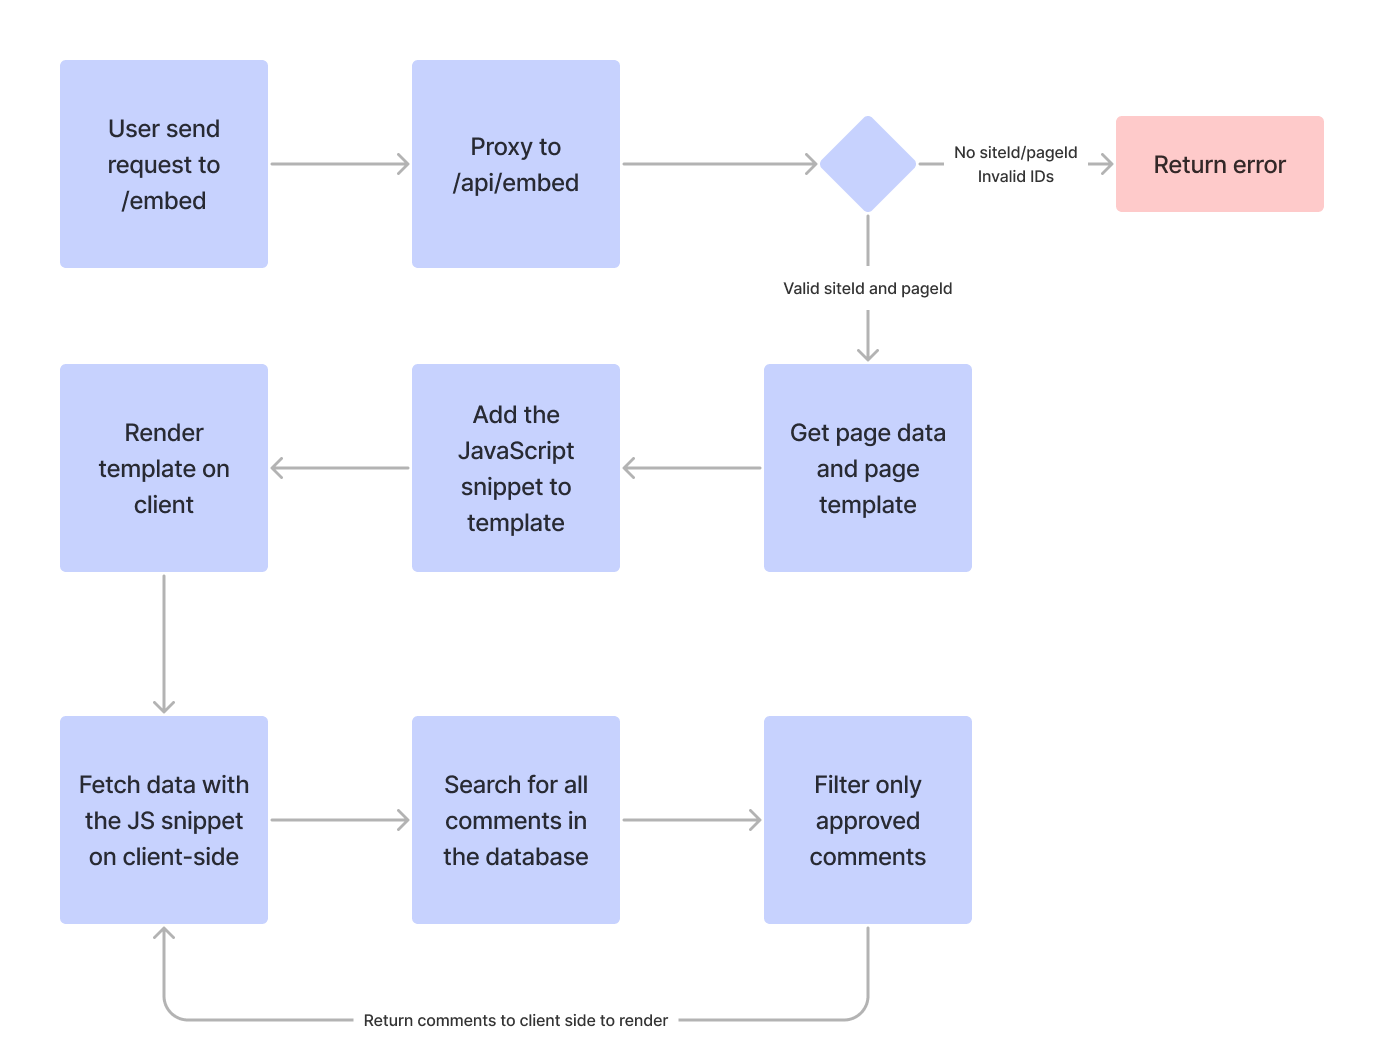 User send
request to
/embed
Proxy to
/api/embed
No siteId/pageId
Invalid IDs
Return error
Valid siteId and pageId
Render
template on
client
Add the
JavaScript
snippet to
template
Get page data
and page
template
Fetch data with
the JS snippet
on client-side
Search for all
comments in
the database
Filter only
approved
comments
Return comments to client side to render